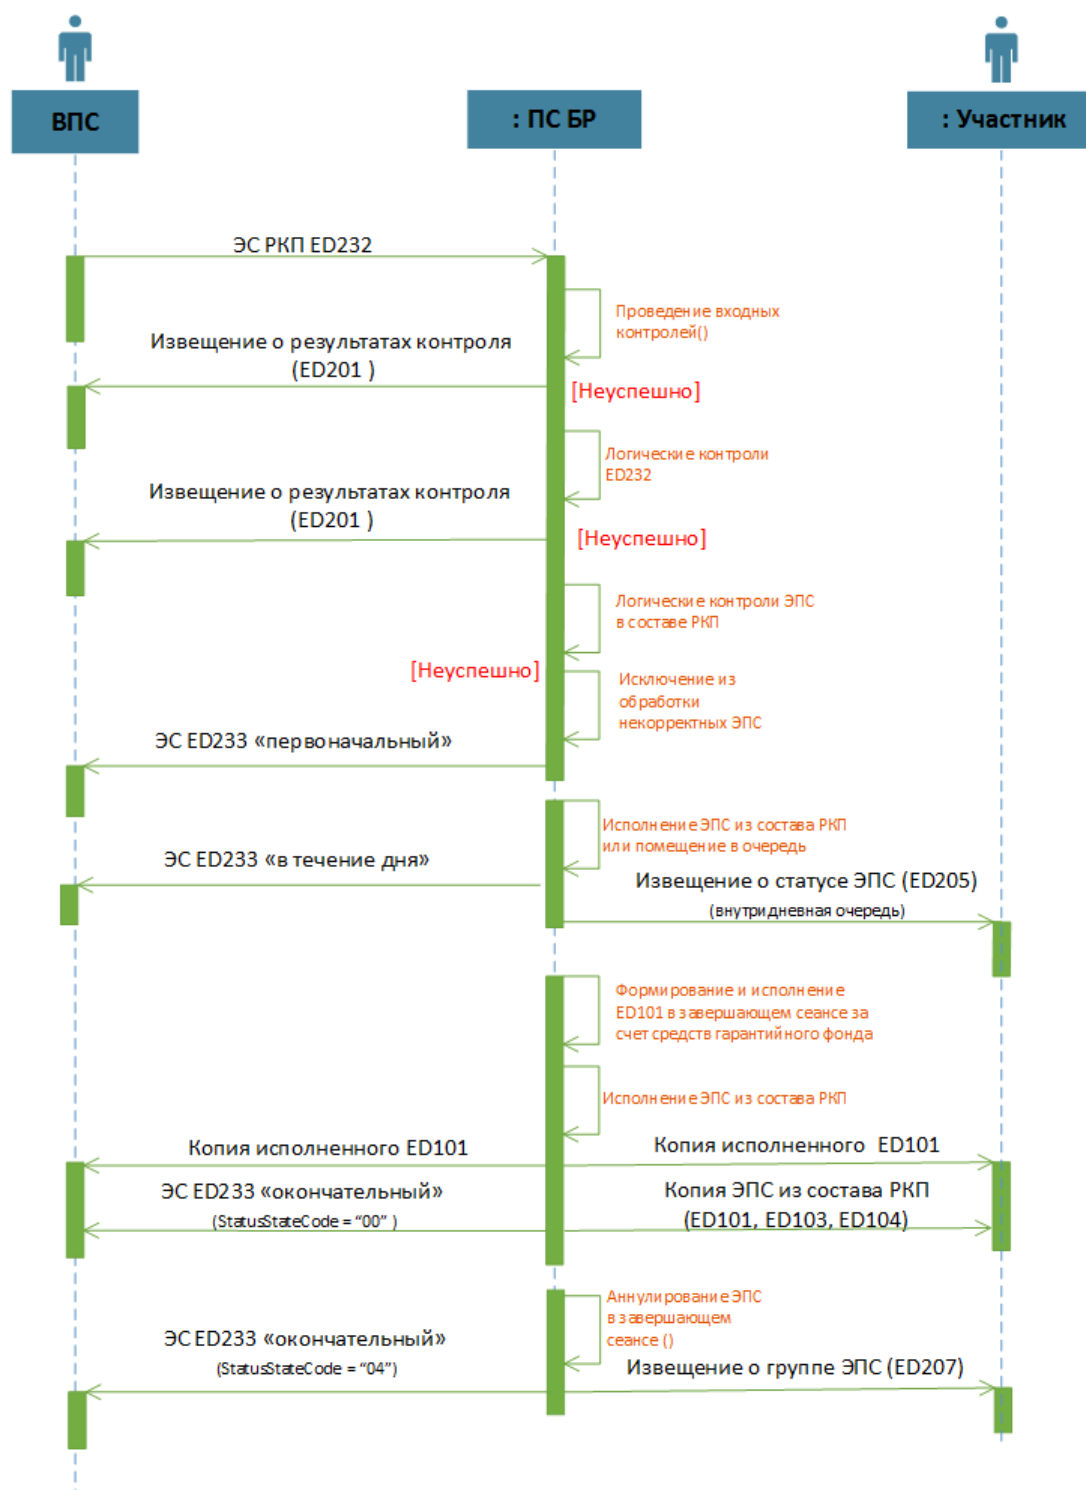 ВПС
: ПС БР
: Участник
ЭС РКП ED232
Проведение входных
контролей()
Извещение о результатах контроля
(ED201 )
[Неуспешно]
Логические контроли
ED232
Извещение о результатах контроля
(ED201 )
[Неуспешно]
Логические контроли ЭПС
в составе РКП
[Неуспешно]
Исключение из
обработки
некорректных ЭПС
ЭС ED233 «первоначальный»
Исполнение ЭПС из состава РКП
или помещение в очередь
ЭС ED233 «в течение дня»
Извещение о статусе ЭПС (ED205)
(внутридневная очередь)
Формирование и исполнение
ED101 в завершающем сеансе за
счет средств гарантийного фонда
Исполнение ЭПС из состава РКП
Копия исполненного ED101
Копия исполненного ED101
ЭС ED233 «окончательный»
(StatusStateCode = “00” )
Копия ЭПС из состава РКП
(ED101, ED103, ED104)
Аннулирование ЭПС
в завершающем
сеансе ()
ЭС ED233 «окончательный»
(StatusStateCode = “04”)
Извещение о группе ЭПС (ED207)